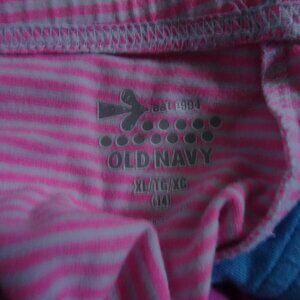 est 1994
OLD NAVY
XL/TG/XG
(14)